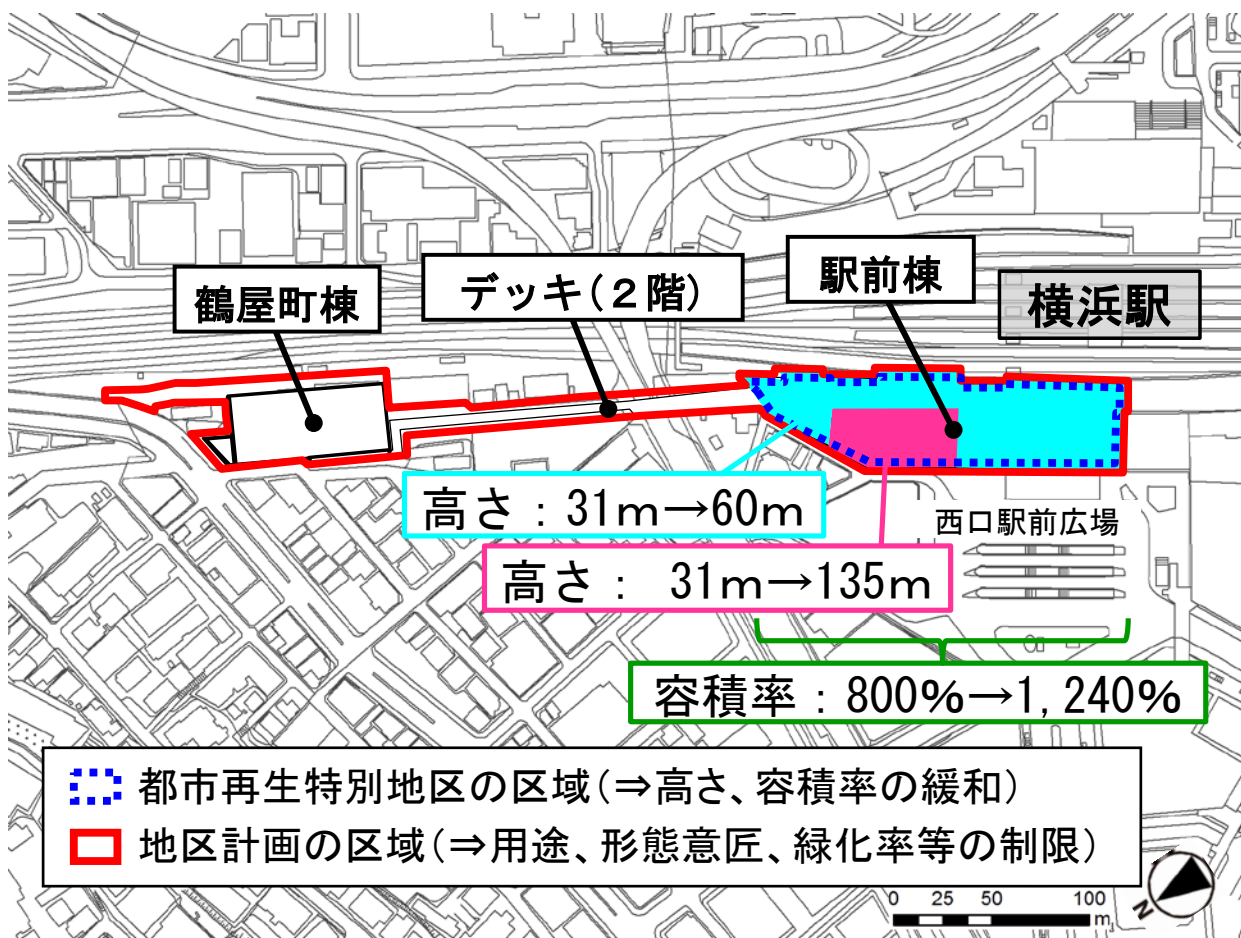 鶴屋町棟
デッキ(2階)
駅前棟
横浜駅
高さ：31m→60m
西口駅前広場
高さ： 31m→135m
容積率：800%→1,240%
都市再生特別地区の区域(⇒高さ、容積率の緩和)
地区計画の区域(⇒用途、形態意匠、緑化率等の制限)
0 25 50 100
m
N